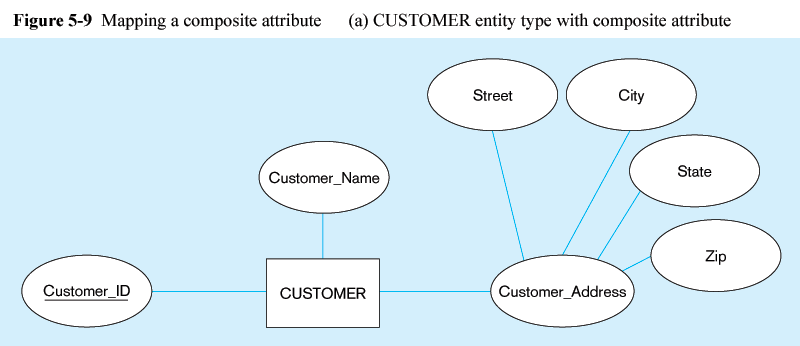 Figure 5-9 Mapping a composite attribute (a) CUSTOMER entity type with composite attribute
Street
City
Customer_Name
State
Zip
Customer_ID
CUSTOMER
Customer_Address